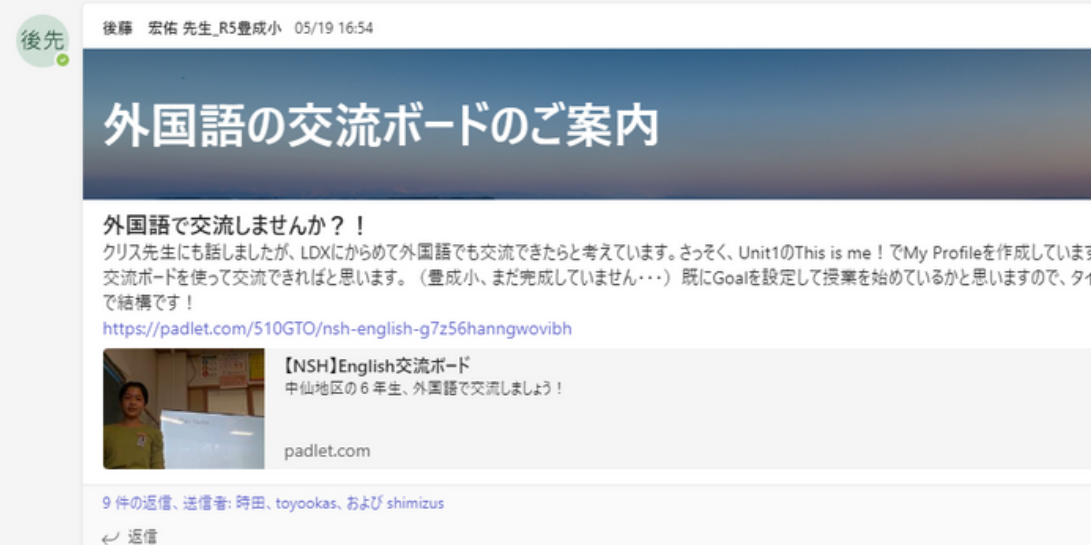 後先
後藤 宏佑 先生_R5豊成小 05/19 16:54
外国語の交流ボードのご案内
外国語で交流しませんか？！
クリス先生にも話しましたが、LDXにからめて外国語でも交流できたらと考えています。さっそく、Unit1のThis is me！でMy Profileを作成しています
交流ボードを使って交流できればと思います。（豊成小、まだ完成していません・・・）既にGoalを設定して授業を始めているかと思いますので、タイ
で結構です！
https://padlet.com/510GTO/nsh-english-g7z56hanngwovibh
【NSH】English交流ボード
中仙地区の６年生、外国語で交流しましょう！
padlet.com
9 件の返信、送信者: 時田、toyookas、および shimizus
返信